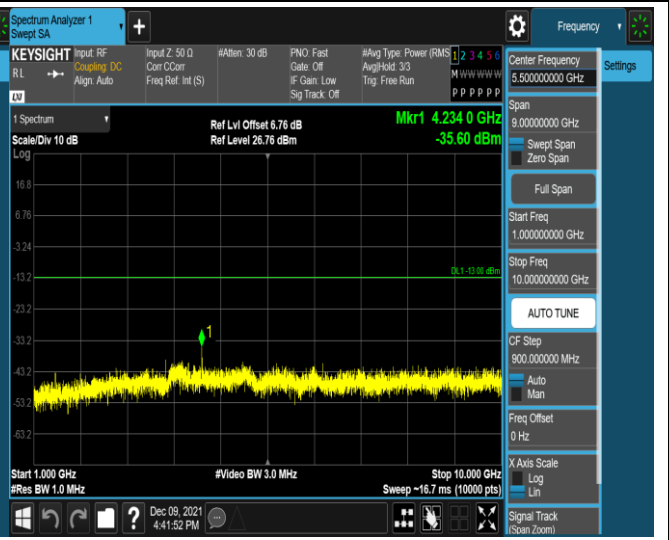 Spectrum Analyzer 1
Swept SA
Frequency
KEYSIGHT
RL
LXI
Input: RF
Coupling: DC
Align: Auto
Input Z: 50 Ω
Corr CCorr
Freq Ref: Int (S)
#Atten: 30 dB
PNO: Fast
Gate: Off
IF Gain: Low
Sig Track: Off
#Avg Type: Power (RMS
Avg|Hold: 3/3
Trig: Free Run
1 2 3 4 5 6
M W W W W W
P P P P P P
1 Spectrum
Scale/Div 10 dB
Log
Ref Lvl Offset 6.76 dB
Ref Level 26.76 dBm
Mkr1 4.234 0 GHz
-35.60 dBm
16.8
6.76
-3.24
-13.2
-23.2
-33.2
-43.2
-53.2
-63.2
DL1 -13.00 dBm
1
Start 1.000 GHz
#Res BW 1.0 MHz
#Video BW 3.0 MHz
Stop 10.000 GHz
Sweep ~16.7 ms (10000 pts)
?
Dec 09, 2021
4:41:52 PM
Center Frequency
5.500000000 GHz
Span
9.00000000 GHz
Swept Span
Zero Span
Full Span
Start Freq
1.000000000 GHz
Stop Freq
10.000000000 GHz
AUTO TUNE
CF Step
900.000000 MHz
Auto
Man
Freq Offset
0 Hz
X Axis Scale
Log
Lin
Signal Track
(Span Zoom)
Settings